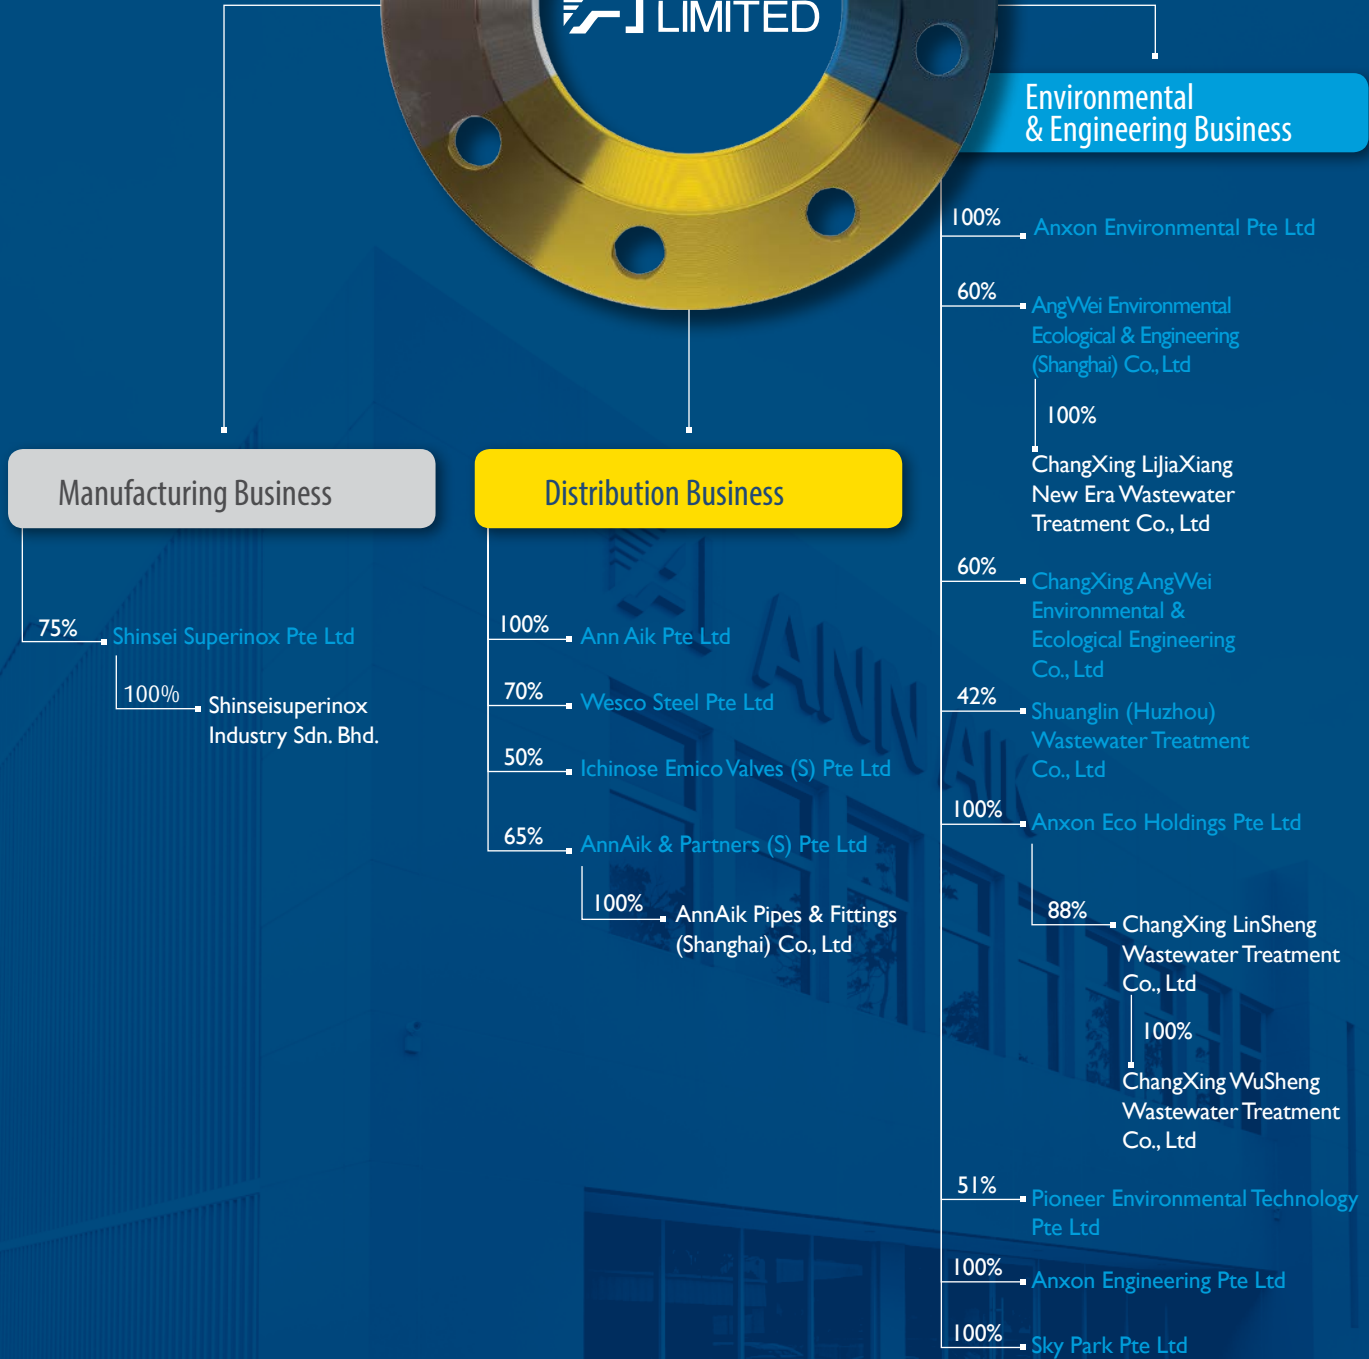 LIMITED
Environmental
& Engineering Business
100%
Anxon Environmental Pte Ltd
60%
AngWei Environmental
Ecological & Engineering
(Shanghai) Co., Ltd
100%
ChangXing LiJiaXiang
New Era Wastewater
Treatment Co., Ltd
60%
ChangXing AngWei
Environmental &
Ecological Engineering
Co., Ltd
42%
Shuanglin (Huzhou)
Wastewater Treatment
Co., Ltd
100%
Anxon Eco Holdings Pte Ltd
88%
ChangXing LinSheng
Wastewater Treatment
Co., Ltd
100%
ChangXing WuSheng
Wastewater Treatment
Co., Ltd
51%
Pioneer Environmental Technology
Pte Ltd
100%
Anxon Engineering Pte Ltd
100%
Sky Park Pte Ltd
Manufacturing Business
75%
Shinsei Superinox Pte Ltd
100%
Shinseisuperinox
Industry Sdn. Bhd.
Distribution Business
100%
Ann Aik Pte Ltd
70%
Wesco Steel Pte Ltd
50%
Ichinose Emico Valves (S) Pte Ltd
65%
AnnAik & Partners (S) Pte Ltd
100%
AnnAik Pipes & Fittings
(Shanghai) Co., Ltd
ANN AIK